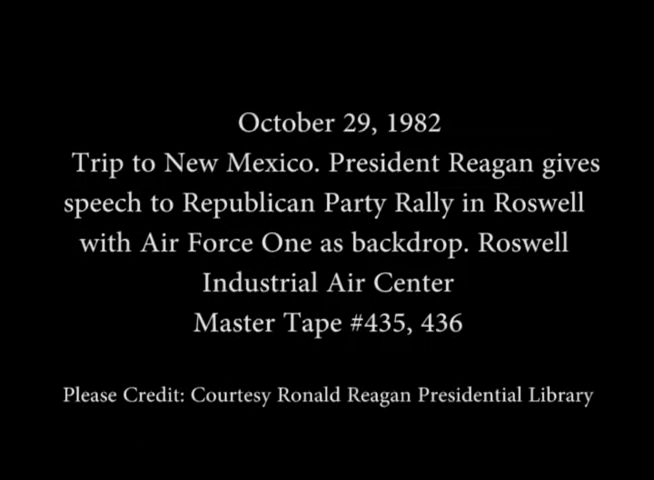 October 29, 1982
Trip to New Mexico. President Reagan gives
speech to Republican Party Rally in Roswell
with Air Force One as backdrop. Roswell
Industrial Air Center
Master Tape #435, 436
Please Credit: Courtesy Ronald Reagan Presidential Library